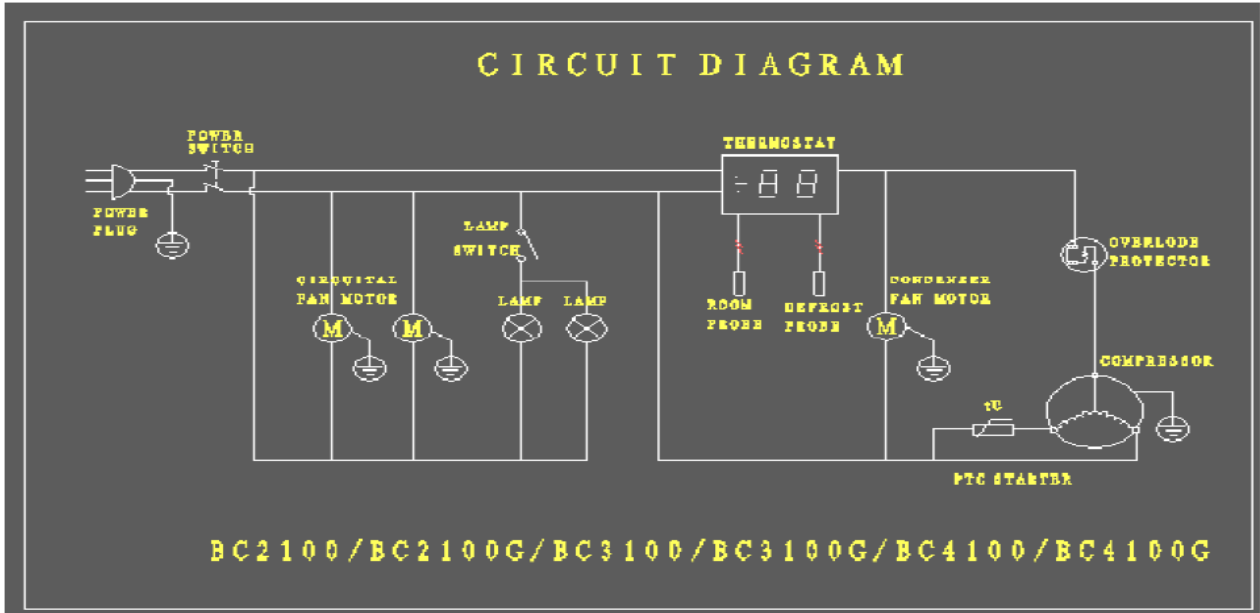 CIRCUIT DIAGRAM
POWER
SWITCH
THERMOSTAT
POWER
PLUG
LAMP
SWITCH
OVERLODE
PROTECTOR
CIRCUITAL
FAN MOTOR
LAMP
LAMP
ROOM
PROBE
DEFROST
PROBE
CONDENSER
FAN MOTOR
M
M
M
COMPRESSOR
PTC STARTER
BC2100/BC2100G/BC3100/BC3100G/BC4100/BC4100G